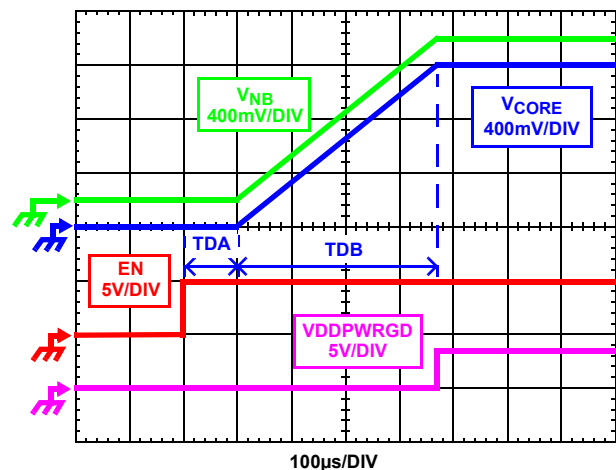 VNB
400mV/DIV
VCORE
400mV/DIV
TDA
TDB
EN
5V/DIV
VDDPWRGD
5V/DIV
100µs/DIV